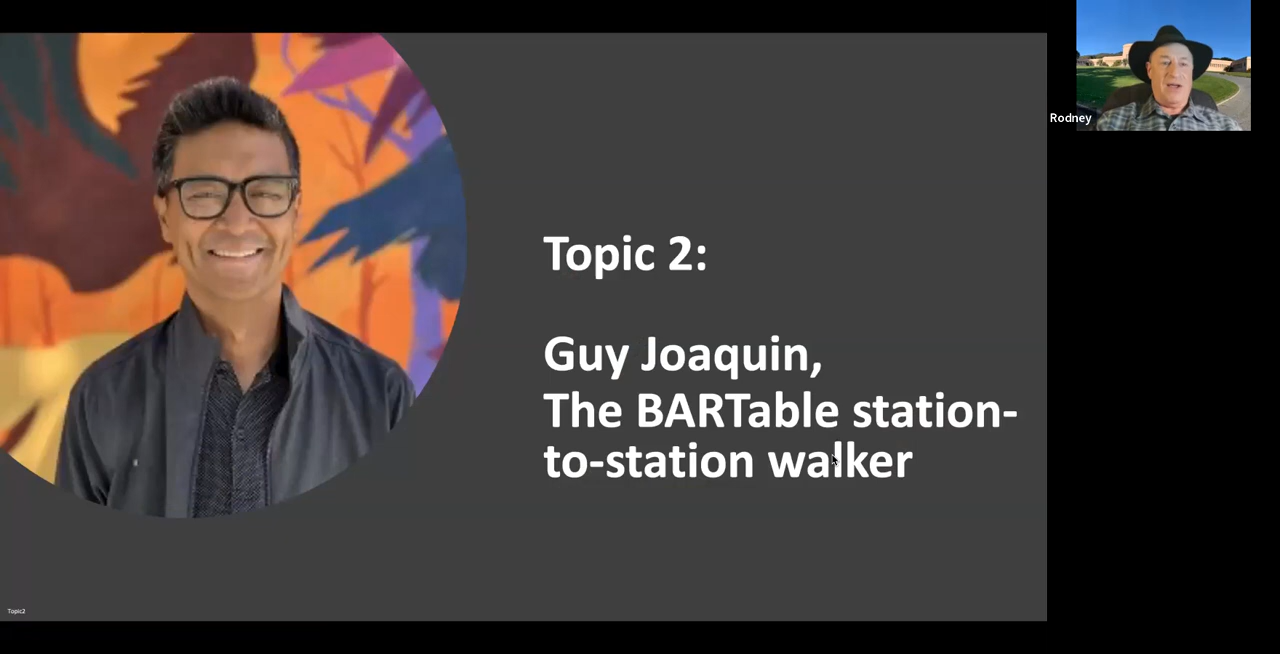 Topic 2:
Guy Joaquin,
The BARTable station-
to-station walker
Rodney
Topic2